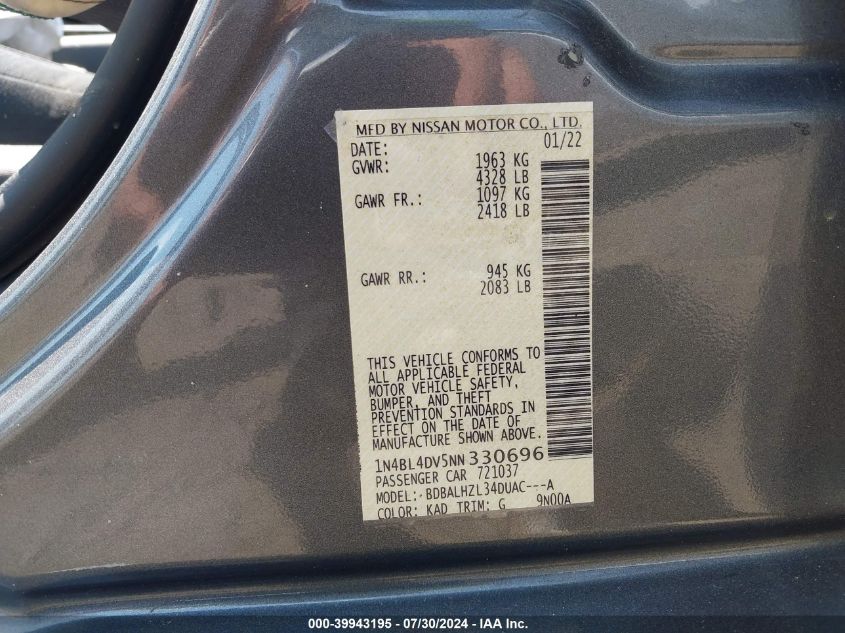 MFD BY NISSAN MOTOR CO., LTD.
DATE: 01/22
GVWR: 1963 KG
4328 LB
GAWR FR.: 1097 KG
2418 LB
GAWR RR.: 945 KG
2083 LB
THIS VEHICLE CONFORMS TO
ALL APPLICABLE FEDERAL
MOTOR VEHICLE SAFETY,
BUMPER, AND THEFT
PREVENTION STANDARDS IN
EFFECT ON THE DATE OF
MANUFACTURE SHOWN ABOVE.
1N4BL4DV5NN330696
PASSENGER CAR 721037
MODEL: BDBALHZL34DUAC---A
COLOR: KAD TRIM: G 9N00A
000-39943195 - 07/30/2024 - IAA Inc.